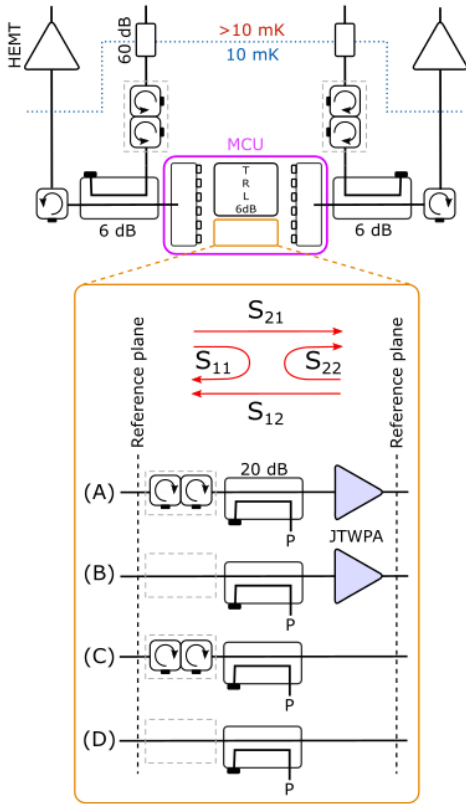 HEMT
60 dB
>10 mK
10 mK
MCU
T
R
L
6dB
6 dB
6 dB
S21
S11
S22
S12
Reference plane
Reference plane
(A)
20 dB
P
JTWPA
(B)
P
(C)
P
(D)
P